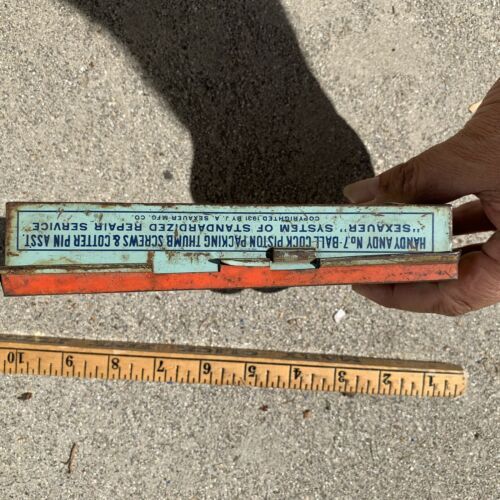 HANDY ANDY No.7-BALL COCK PISTON PACKING THUMB SCREWS & COTTER PIN ASST.
"SEXAUER" SYSTEM OF STANDARDIZED REPAIR SERVICE
COPYRIGHTED 1931 BY J. A. SEXAUER MFG. CO.
1 2 3 4 5 6 7 8 9 10